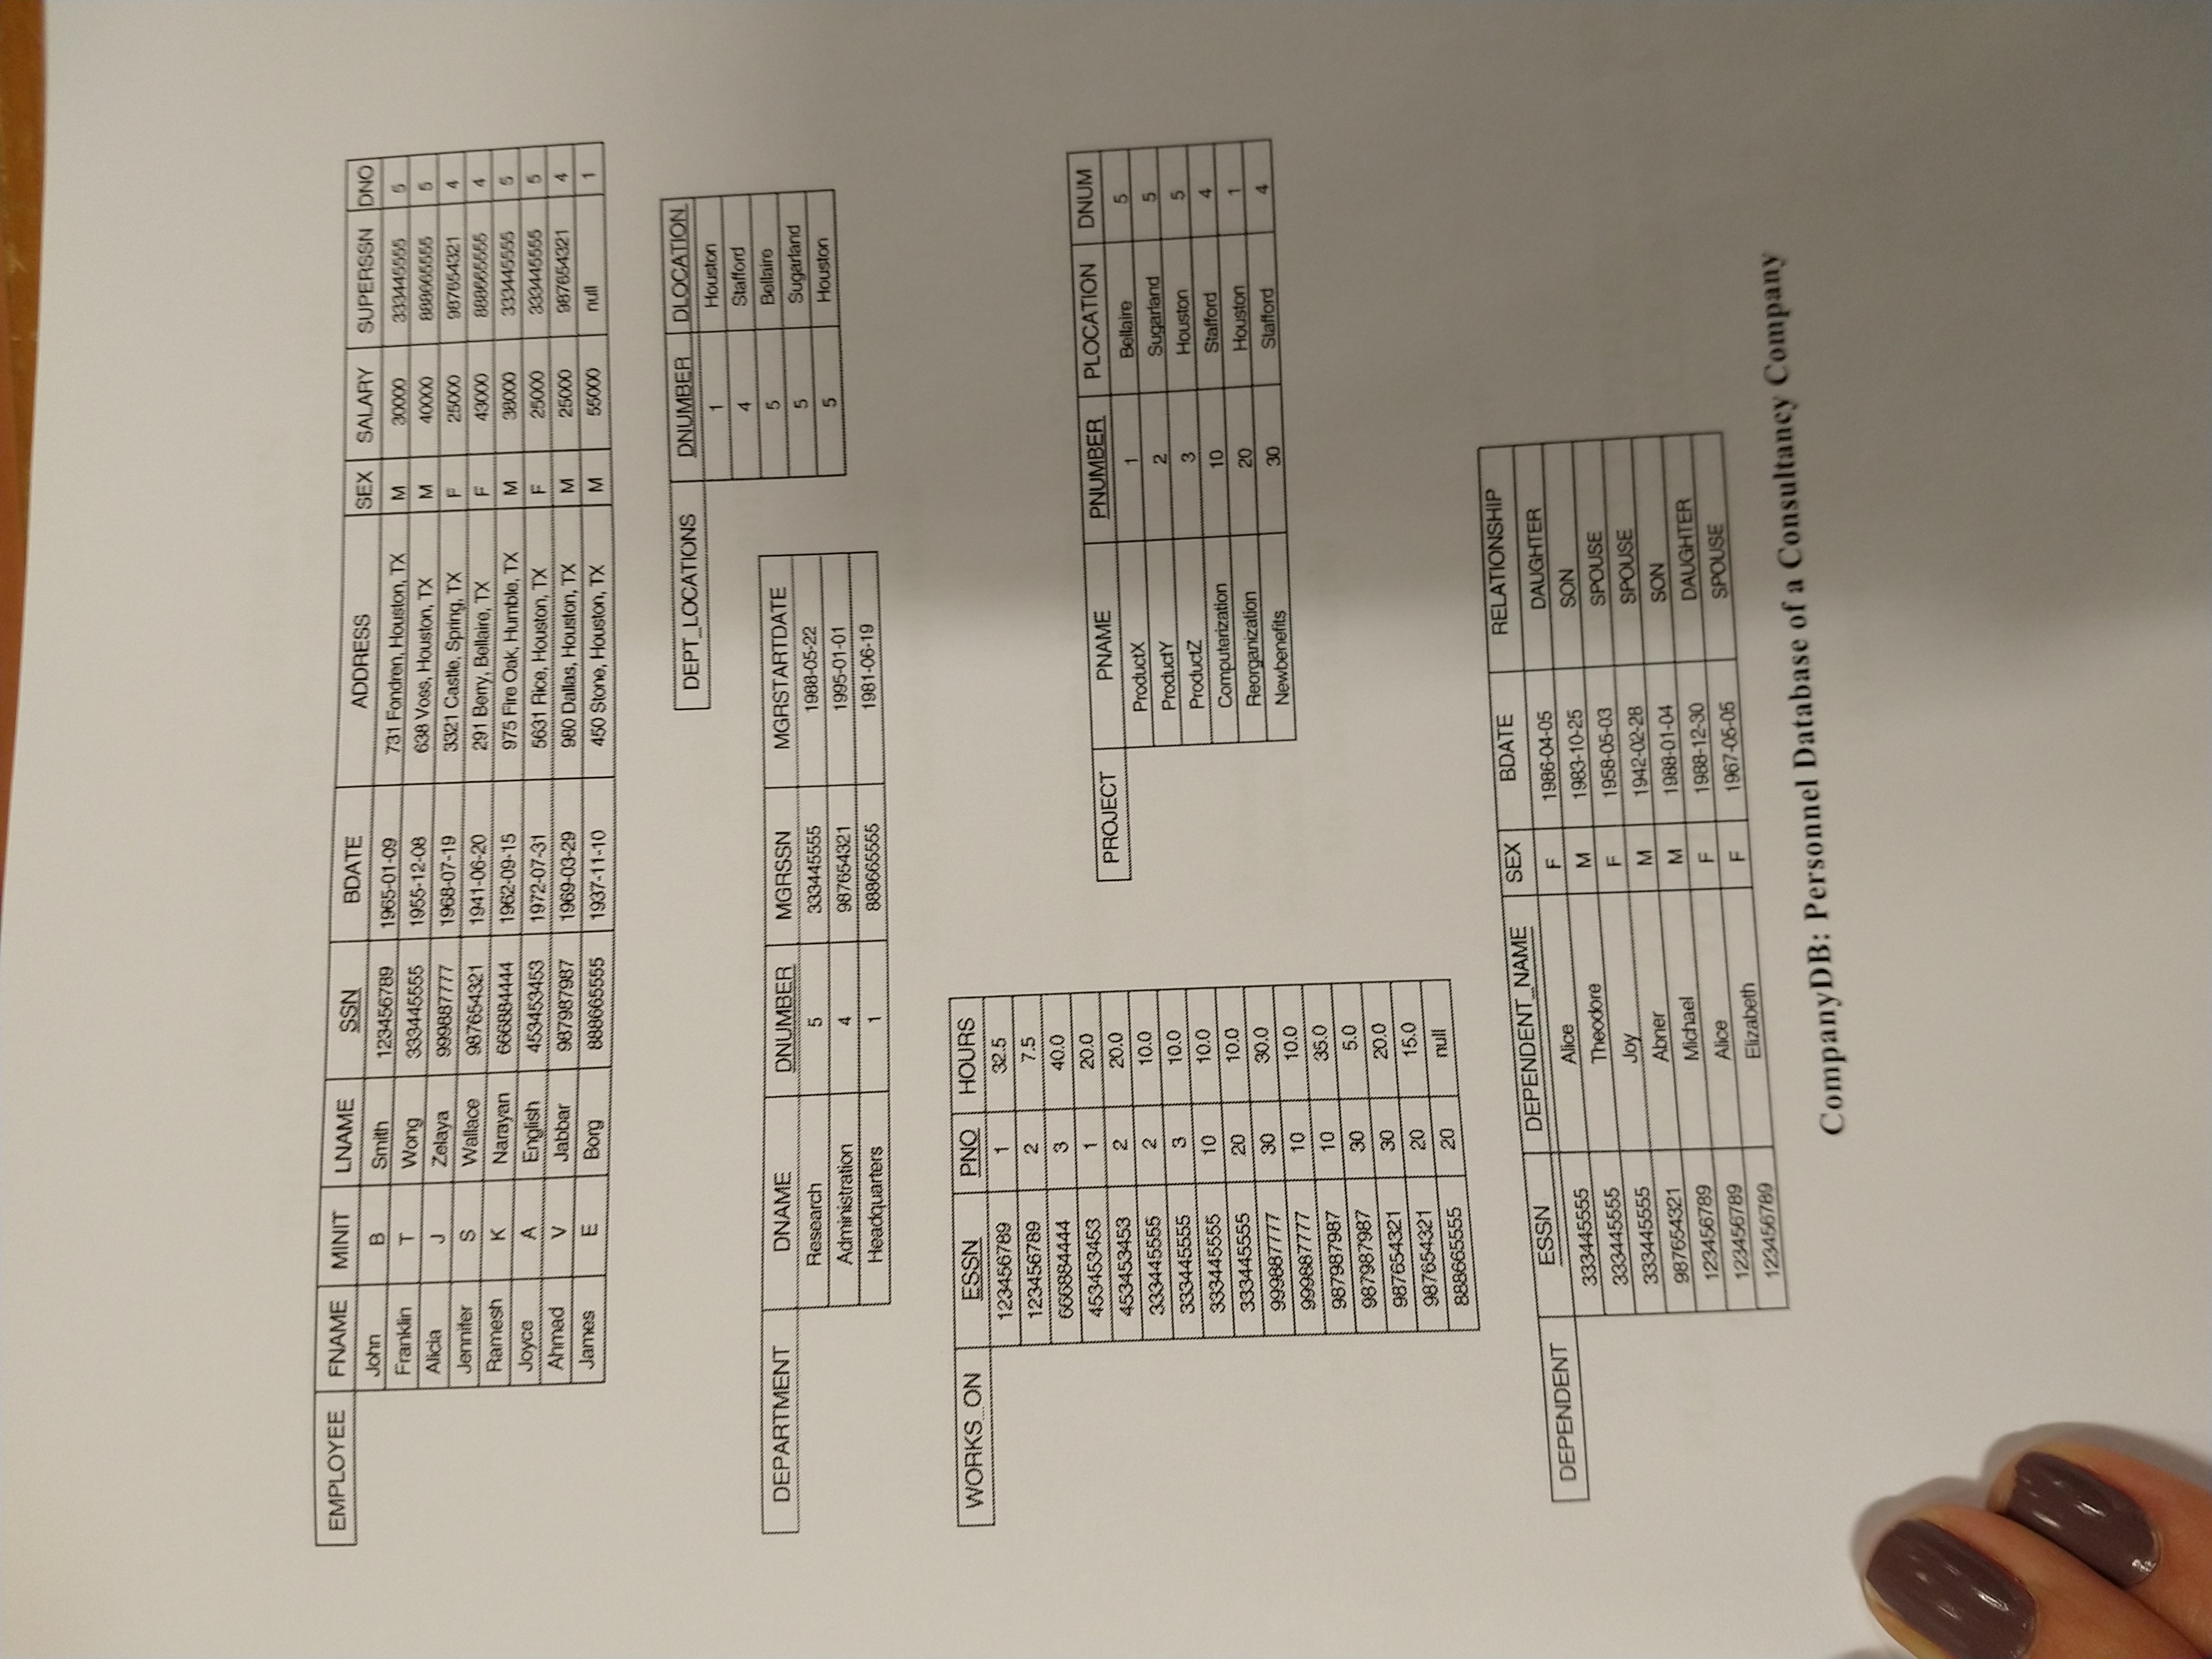 EMPLOYEE FNAME MINIT LNAME SSN BDATE ADDRESS SEX SALARY SUPERSSN DNO
John B Smith 123456789 1965-01-09 731 Fondren, Houston, TX M 30000 333445555 5
Franklin T Wong 333445555 1955-12-08 638 Voss, Houston, TX M 40000 888665555 5
Alicia J Zelaya 999887777 1968-07-19 3321 Castle, Spring, TX F 25000 987654321 4
Jennifer S Wallace 987654321 1941-06-20 291 Berry, Bellaire, TX F 43000 888665555 4
Ramesh K Narayan 666884444 1962-09-15 975 Fire Oak, Humble, TX M 38000 333445555 5
Joyce A English 453453453 1972-07-31 5631 Rice, Houston, TX F 25000 333445555 5
Ahmad V Jabbar 987987987 1969-03-29 980 Dallas, Houston, TX M 25000 987654321 4
James E Borg 888665555 1937-11-10 450 Stone, Houston, TX M 55000 null 1
DEPT_LOCATIONS DNUMBER DLOCATION
1 Houston
4 Stafford
5 Bellaire
5 Sugarland
5 Houston
DEPARTMENT DNAME DNUMBER MGRSSN MGRSTARTDATE
Research 5 333445555 1988-05-22
Administration 4 987654321 1995-01-01
Headquarters 1 888665555 1981-06-19
WORKS_ON ESSN PNO HOURS
123456789 1 32.5
123456789 2 7.5
666884444 3 40.0
453453453 1 20.0
453453453 2 20.0
333445555 2 10.0
333445555 3 10.0
333445555 10 10.0
333445555 20 10.0
999887777 30 30.0
999887777 10 10.0
987987987 10 35.0
987987987 30 5.0
987654321 30 20.0
987654321 20 15.0
888665555 20 null
PROJECT PNAME PNUMBER PLOCATION DNUM
ProductX 1 Bellaire 5
ProductY 2 Sugarland 5
ProductZ 3 Houston 5
Computerization 10 Stafford 4
Reorganization 20 Houston 1
Newbenefits 30 Stafford 4
DEPENDENT ESSN DEPENDENT_NAME SEX BDATE RELATIONSHIP
333445555 Alice F 1986-04-05 DAUGHTER
333445555 Theodore M 1983-10-25 SON
333445555 Joy F 1958-05-03 SPOUSE
987654321 Abner M 1942-02-28 SPOUSE
123456789 Michael M 1988-01-04 SON
123456789 Alice F 1988-12-30 DAUGHTER
123456789 Elizabeth F 1967-05-05 SPOUSE
CompanyDB: Personnel Database of a Consultancy Company